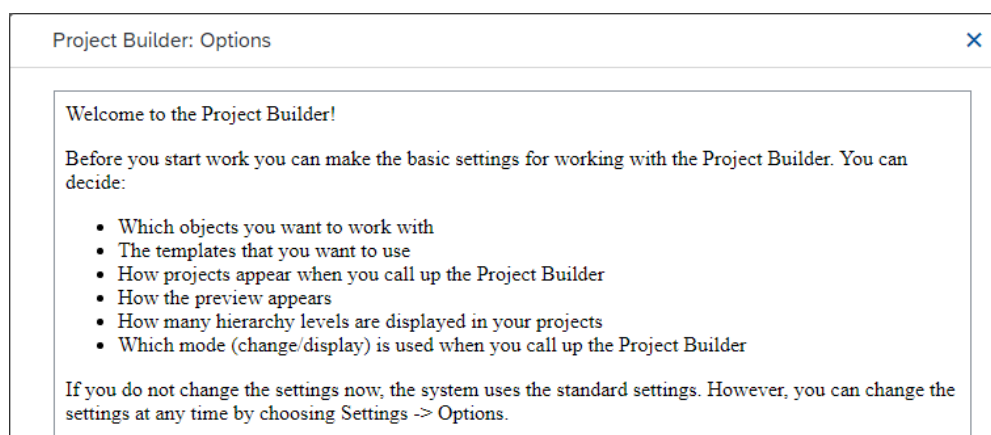 Project Builder: Options
Welcome to the Project Builder!
Before you start work you can make the basic settings for working with the Project Builder. You can
decide:
• Which objects you want to work with
• The templates that you want to use
• How projects appear when you call up the Project Builder
• How the preview appears
• How many hierarchy levels are displayed in your projects
• Which mode (change/display) is used when you call up the Project Builder
If you do not change the settings now, the system uses the standard settings. However, you can change the
settings at any time by choosing Settings -> Options.